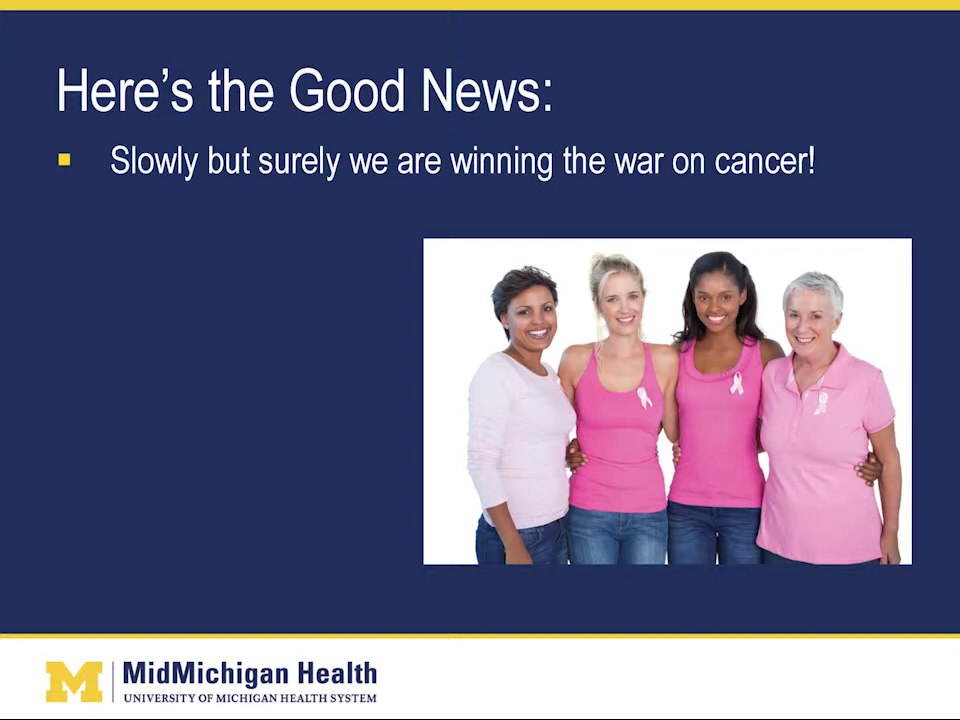 Here’s the Good News:
Slowly but surely we are winning the war on cancer!
M
MidMichigan Health
UNIVERSITY OF MICHIGAN HEALTH SYSTEM